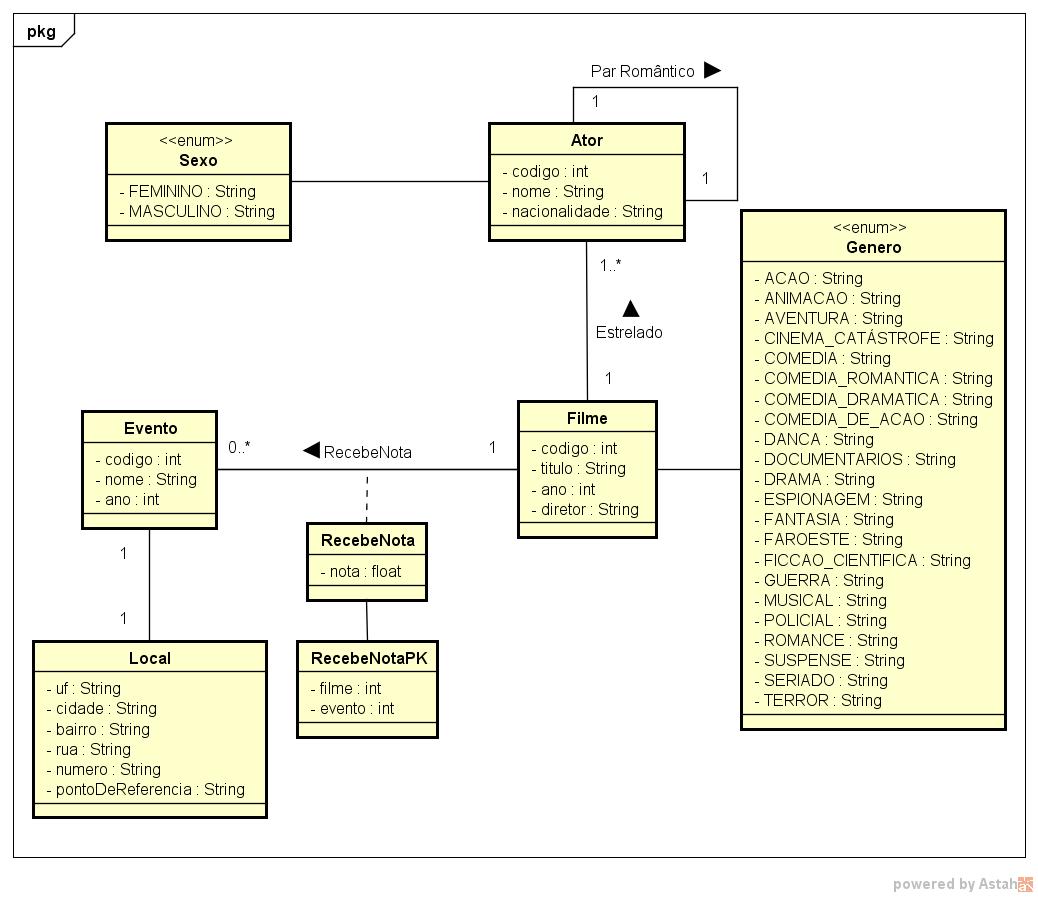 pkg
Par Romântico
1
1
<<enum>>
Sexo
- FEMININO : String
- MASCULINO : String
Ator
- codigo : int
- nome : String
- nacionalidade : String
1..*
Estrelado
1
<<enum>>
Genero
- ACAO : String
- ANIMACAO : String
- AVENTURA : String
- CINEMA_CATÁSTROFE : String
- COMEDIA : String
- COMEDIA_ROMANTICA : String
- COMEDIA_DRAMATICA : String
- COMEDIA_DE_ACAO : String
- DANCA : String
- DOCUMENTARIOS : String
- DRAMA : String
- ESPIONAGEM : String
- FANTASIA : String
- FAROESTE : String
- FICCAO_CIENTIFICA : String
- GUERRA : String
- MUSICAL : String
- POLICIAL : String
- ROMANCE : String
- SUSPENSE : String
- SERIADO : String
- TERROR : String
Evento
- codigo : int
- nome : String
- ano : int
0..*
RecebeNota
1
Filme
- codigo : int
- titulo : String
- ano : int
- diretor : String
RecebeNota
- nota : float
1
1
Local
- uf : String
- cidade : String
- bairro : String
- rua : String
- numero : String
- pontoDeReferencia : String
RecebeNotaPK
- filme : int
- evento : int
powered by Astah